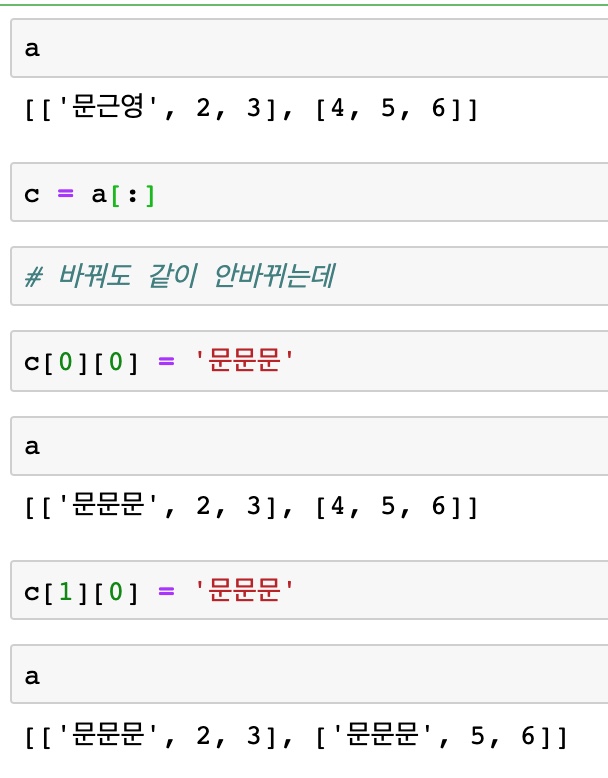 a
[['문근영', 2, 3], [4, 5, 6]]
c = a[:]
# 바꿔도 같이 안바뀌는데
c[0][0] = '문문문'
a
[['문문문', 2, 3], [4, 5, 6]]
c[1][0] = '문문문'
a
[['문문문', 2, 3], ['문문문', 5, 6]]